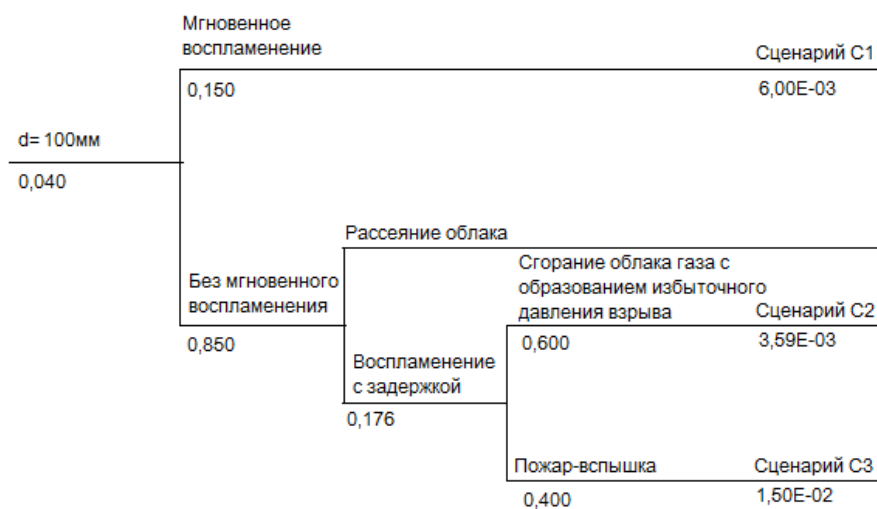 Мгновенное
воспламенение
Сценарий С1
0,150
6,00E-03
d= 100мм
0,040
Рассеяние облака
Без мгновенного
воспламенения
0,850
Сгорание облака газа с
образованием избыточного
давления взрыва
Сценарий С2
0,600
3,59E-03
Воспламенение
с задержкой
0,176
Пожар-вспышка
Сценарий С3
0,400
1,50E-02